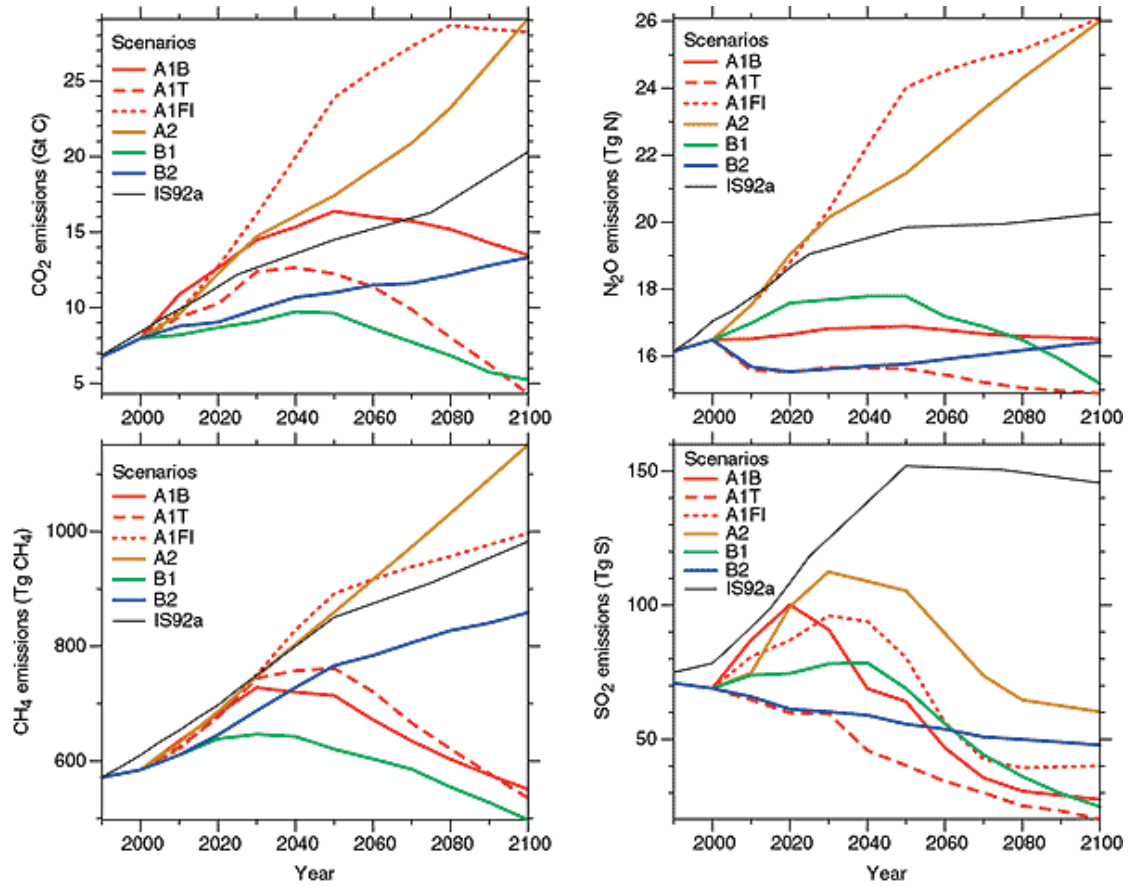 Scenarios
A1B
A1T
A1FI
A2
B1
B2
IS92a
CO2 emissions (Gt C)
25
20
15
10
5
2000 2020 2040 2060 2080 2100
Scenarios
A1B
A1T
A1FI
A2
B1
B2
IS92a
N2O emissions (Tg N)
26
24
22
20
18
16
2000 2020 2040 2060 2080 2100
Scenarios
A1B
A1T
A1FI
A2
B1
B2
IS92a
CH4 emissions (Tg CH4)
1000
800
600
2000 2020 2040 2060 2080 2100
Year
Scenarios
A1B
A1T
A1FI
A2
B1
B2
IS92a
SO2 emissions (Tg S)
150
100
50
2000 2020 2040 2060 2080 2100
Year